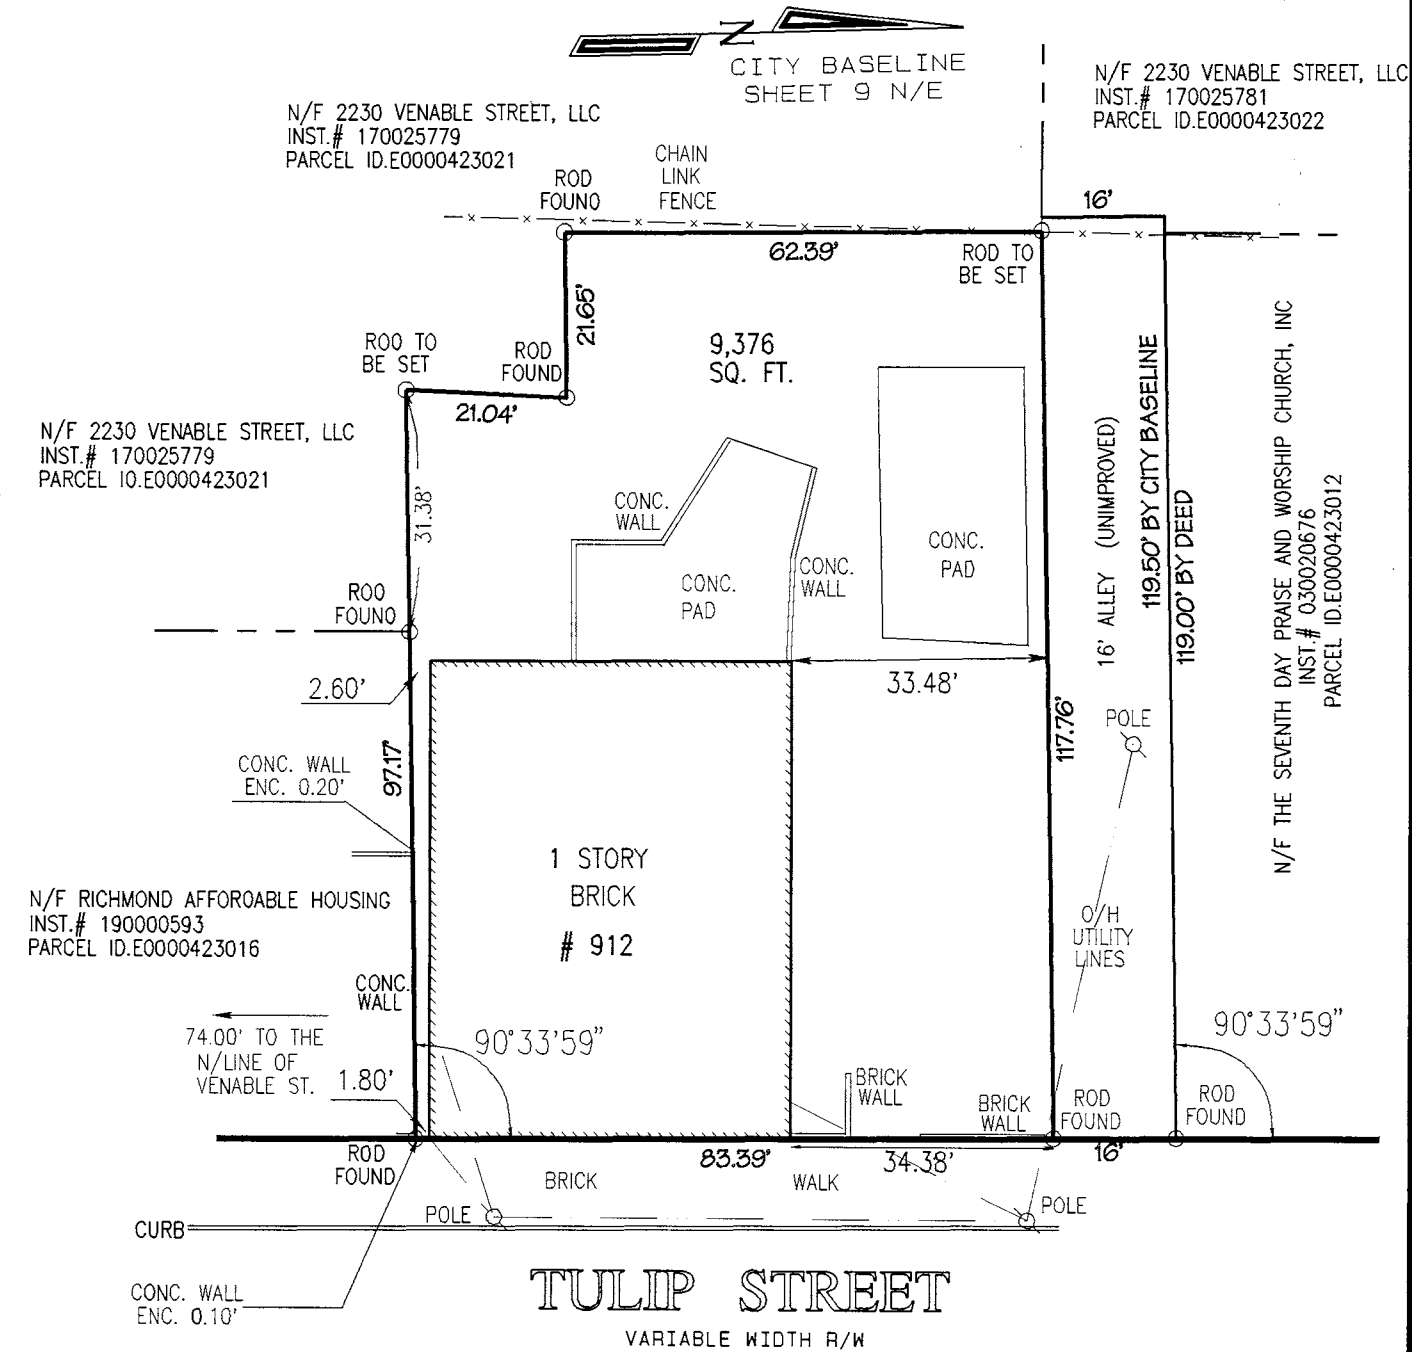 N
CITY BASELINE
SHEET 9 N/E
N/F 2230 VENABLE STREET, LLC
INST.# 170025779
PARCEL ID.E0000423021
N/F 2230 VENABLE STREET, LLC
INST.# 170025781
PARCEL ID.E0000423022
CHAIN
LINK
FENCE
ROD
FOUNO
16'
62.39'
ROD TO
BE SET
21.65'
ROO TO
BE SET
ROD
FOUND
21.04'
9,376
SQ. FT.
N/F 2230 VENABLE STREET, LLC
INST.# 170025779
PARCEL IO.E0000423021
31.38'
CONC.
WALL
CONC.
PAD
CONC.
WALL
CONC.
PAD
16' ALLEY (UNIMPROVED)
119.50' BY CITY BASELINE
119.00' BY DEED
N/F THE SEVENTH DAY PRAISE AND WORSHIP CHURCH, INC
INST.# 030020676
PARCEL ID.E0000423012
ROO
FOUNO
2.60'
33.48'
97.17'
117.76'
POLE
CONC. WALL
ENC. 0.20'
1 STORY
BRICK
# 912
N/F RICHMOND AFFOROABLE HOUSING
INST.# 190000593
PARCEL ID.E0000423016
O/H
UTILITY
LINES
CONC.
WALL
74.00' TO THE
N/LINE OF
VENABLE ST.
1.80'
90°33'59"
90°33'59"
BRICK
WALL
BRICK
WALL
ROD
FOUND
ROD
FOUND
ROD
FOUND
83.39'
34.38'
16'
BRICK
WALK
POLE
POLE
CURB
CONC. WALL
ENC. 0.10'
TULIP STREET
VARIABLE WIDTH R/W